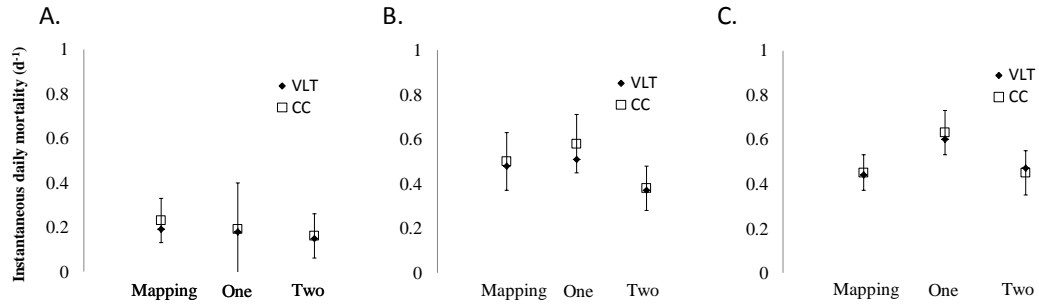 A.
Instantaneous daily mortality (d⁻¹)
1
0.8
0.6
0.4
0.2
0
VLT
CC
Mapping One Two
B.
1
0.8
0.6
0.4
0.2
0
VLT
CC
Mapping One Two
C.
1
0.8
0.6
0.4
0.2
0
VLT
CC
Mapping One Two